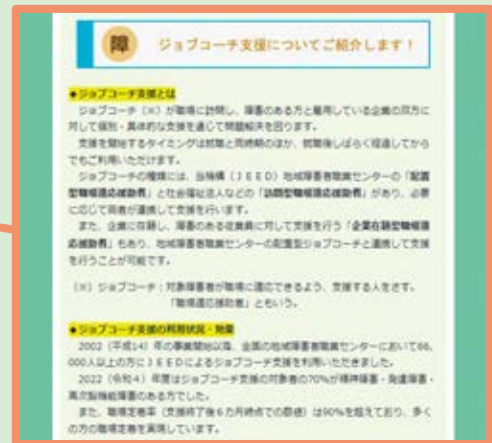 障 ジョブコーチ支援についてご紹介します！
◆ジョブコーチ支援とは
ジョブコーチ（※）が職場に訪問し、障害のある方と雇用している企業の双方に
対して個別・具体的な支援を通じて問題解決を図ります。
支援を開始するタイミングは就職と同時期のほか、就職後しばらく経過してから
でもご利用いただけます。
ジョブコーチの種類には、当機構（ＪＥＥＤ）地域障害者職業センターの「配置
型職場適応援助者」と社会福祉法人などの「訪問型職場適応援助者」があり、必要
に応じて両者が連携して支援を行います。
また、企業に在籍し、障害のある従業員に対して支援を行う「企業在籍型職場適
応援助者」もあり、地域障害者職業センターの配置型ジョブコーチと連携して支援
を行うことが可能です。
（※）ジョブコーチ：対象障害者が職場に適応できるよう、支援する人をさす。
「職場適応援助者」ともいう。
◆ジョブコーチ支援の利用状況・効果
2002（平成14）年の事業開始以降、全国の地域障害者職業センターにおいて66,
000人以上の方にＪＥＥＤによるジョブコーチ支援を利用いただきました。
2022（令和４）年度はジョブコーチ支援の対象者の70%が精神障害・発達障害・
高次脳機能障害のある方でした。
また、職場定着率（支援終了後６カ月時点での数値）は90%を超えており、多く
の方の職場定着を実現しています。